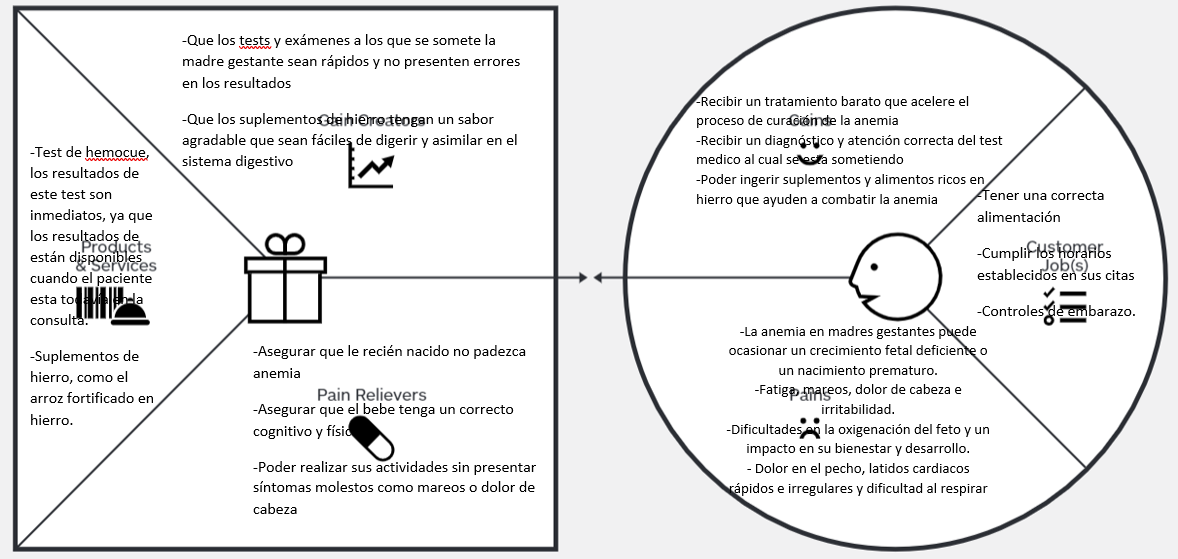 -Que los tests y exámenes a los que se somete la
madre gestante sean rápidos y no presenten errores
en los resultados
-Que los suplementos de hierro tengan un sabor
agradable que sean fáciles de digerir y asimilar en el
sistema digestivo
Gain Creators
-Test de hemocue,
los resultados de
este test son
inmediatos, ya que
los resultados de
están disponibles
cuando el paciente
esta todavía en la
consulta.
-Suplementos de
hierro, como el
arroz fortificado en
hierro.
Products
& Services
-Asegurar que le recién nacido no padezca
anemia
-Asegurar que el bebe tenga un correcto
cognitivo y físic
-Poder realizar sus actividades sin presentar
síntomas molestos como mareos o dolor de
cabeza
Pain Relievers
-Recibir un tratamiento barato que acelere el
proceso de curación de la anemia
-Recibir un diagnóstico y atención correcta del test
medico al cual se esta sometiendo
-Poder ingerir suplementos y alimentos ricos en
hierro que ayuden a combatir la anemia
Gains
-Tener una correcta
alimentación
-Cumplir los horarios
establecidos en sus citas
-Controles de embarazo.
Customer
Job(s)
-La anemia en madres gestantes puede
ocasionar un crecimiento fetal deficiente o
un nacimiento prematuro.
-Fatiga, mareos, dolor de cabeza e
irritabilidad.
-Dificultades en la oxigenación del feto y un
impacto en su bienestar y desarrollo.
- Dolor en el pecho, latidos cardiacos
rápidos e irregulares y dificultad al respirar
Pains